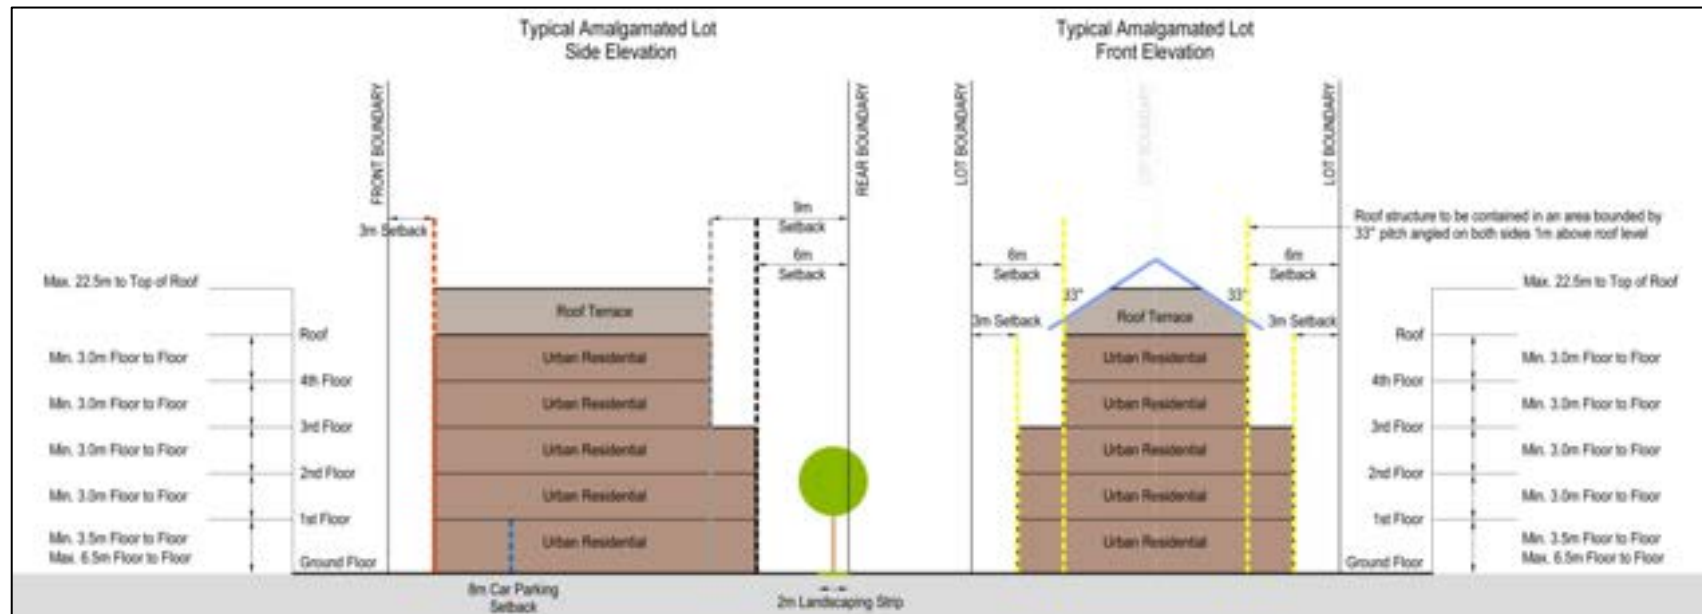 Typical Amalgamated Lot
Side Elevation
FRONT BOUNDARY
REAR BOUNDARY
3m Setback
9m
Setback
6m
Setback
Max. 22.5m to Top of Roof
Roof
Min. 3.0m Floor to Floor
4th Floor
Min. 3.0m Floor to Floor
3rd Floor
Min. 3.0m Floor to Floor
2nd Floor
Min. 3.0m Floor to Floor
1st Floor
Min. 3.5m Floor to Floor
Max. 6.5m Floor to Floor
Ground Floor
Roof Terrace
Urban Residential
Urban Residential
Urban Residential
Urban Residential
Urban Residential
8m Car Parking
Setback
2m Landscaping Strip
Typical Amalgamated Lot
Front Elevation
LOT BOUNDARY
LOT BOUNDARY
LOT BOUNDARY
Roof structure to be contained in an area bounded by
33° pitch angled on both sides 1m above roof level
6m
Setback
6m
Setback
33°
33°
3m Setback
3m Setback
Roof Terrace
Urban Residential
Urban Residential
Urban Residential
Urban Residential
Urban Residential
Max. 22.5m to Top of Roof
Roof
Min. 3.0m Floor to Floor
4th Floor
Min. 3.0m Floor to Floor
3rd Floor
Min. 3.0m Floor to Floor
2nd Floor
Min. 3.0m Floor to Floor
1st Floor
Min. 3.5m Floor to Floor
Max. 6.5m Floor to Floor
Ground Floor